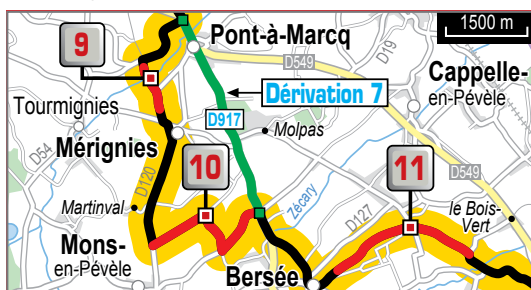 9
Pont-à-Marcq
1500 m
D549
D19
Cappelle-
en-Pévèle
Dérivation 7
Tourmignies
D917
Molpas
Mérignies
10
11
D54
D120
D549
Martinval
Zécary
D127
le Bois-
Vert
Mons-
en-Pévèle
Bersée